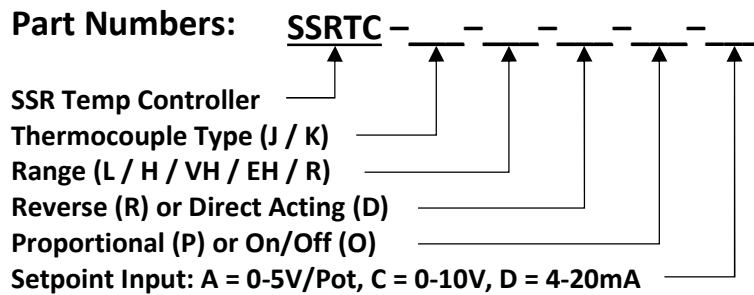 Part Numbers: SSRTC – ___ – ___ – ___ – ___ – ___
SSR Temp Controller
Thermocouple Type (J / K)
Range (L / H / VH / EH / R)
Reverse (R) or Direct Acting (D)
Proportional (P) or On/Off (O)
Setpoint Input: A = 0-5V/Pot, C = 0-10V, D = 4-20mA